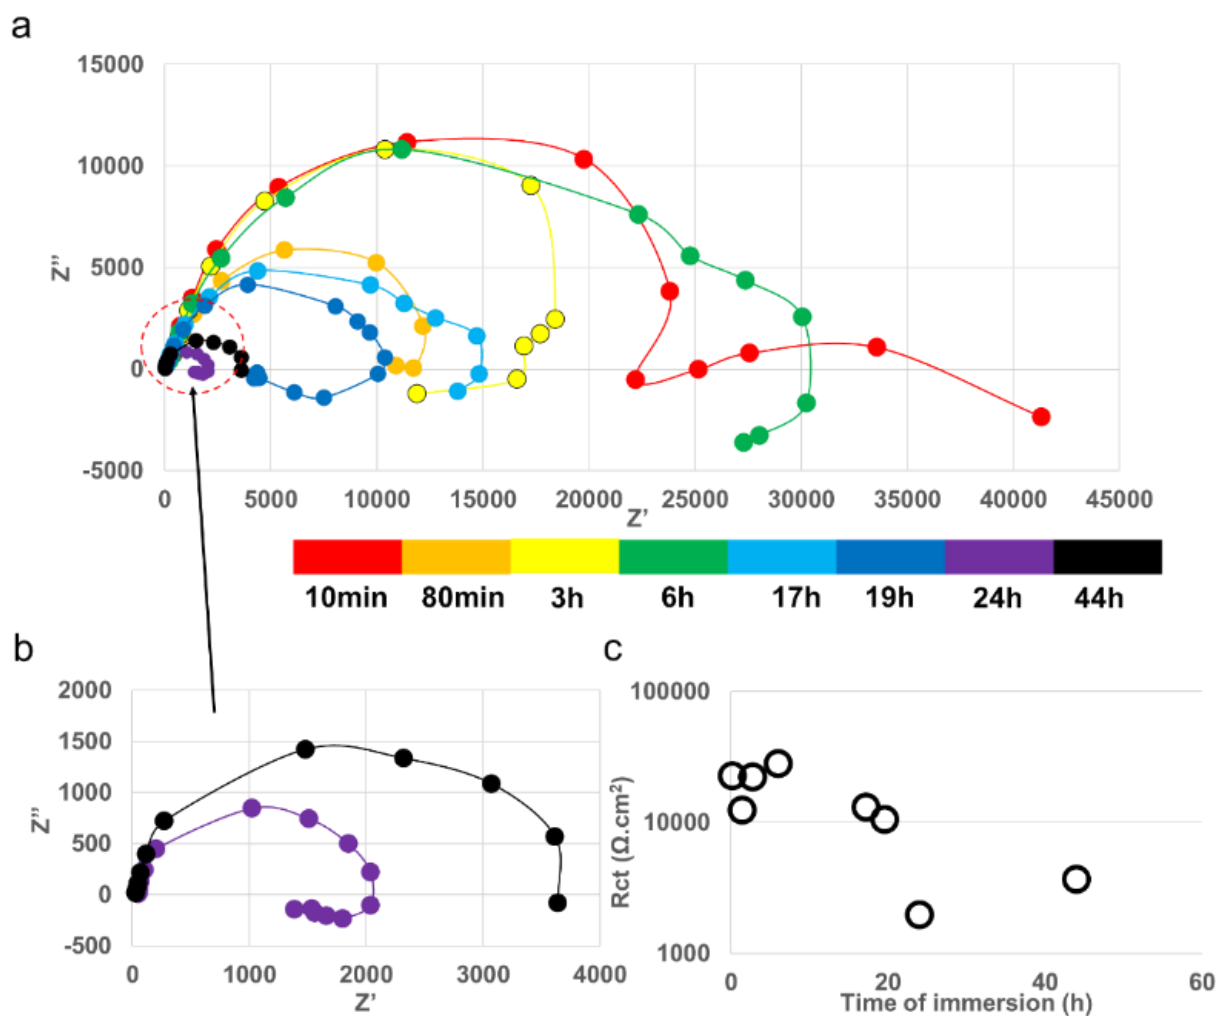 a
15000
10000
5000
0
-5000
Z''
0 5000 10000 15000 20000 25000 30000 35000 40000 45000
Z'
10min 80min 3h 6h 17h 19h 24h 44h
b
2000
1500
1000
500
0
-500
Z''
0 1000 2000 3000 4000
Z'
c
100000
10000
1000
Rct (Ω.cm²)
0 20 40 60
Time of immersion (h)